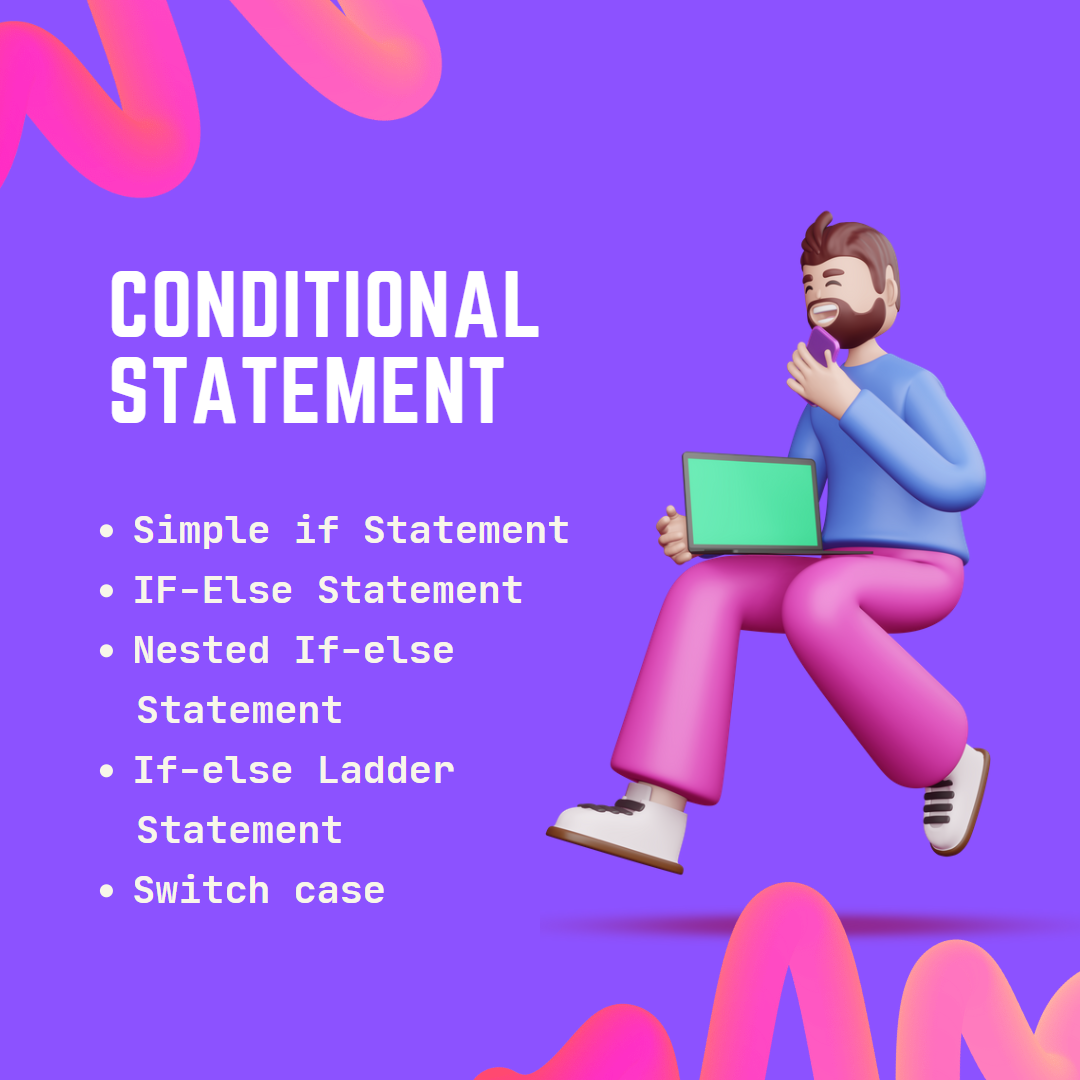 CONDITIONAL
STATEMENT
• Simple if Statement
• IF-Else Statement
• Nested If-else
Statement
• If-else Ladder
Statement
• Switch case